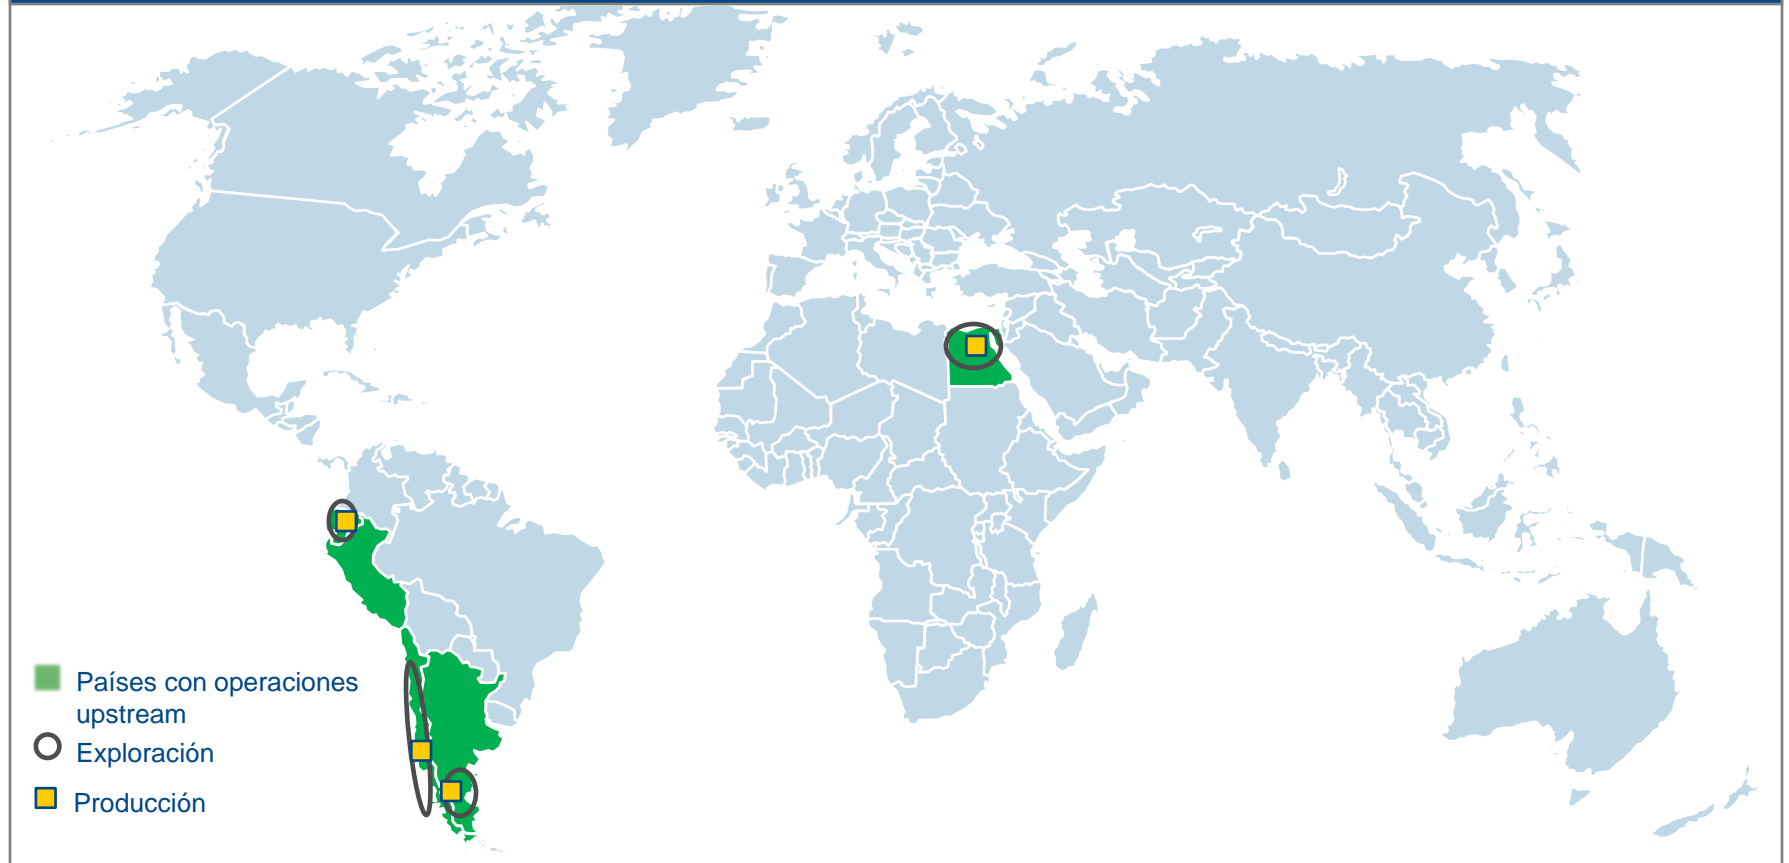 Países con operaciones
upstream
Exploración
Producción